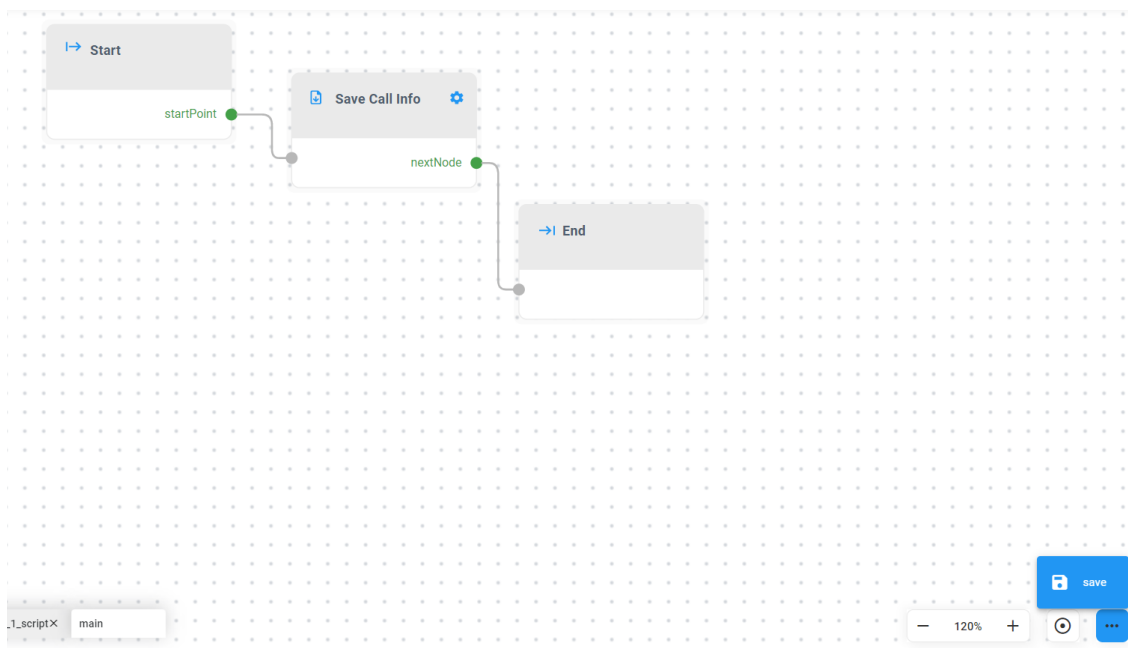 Start
startPoint
Save Call Info
nextNode
End
save
_1_script
main
120%